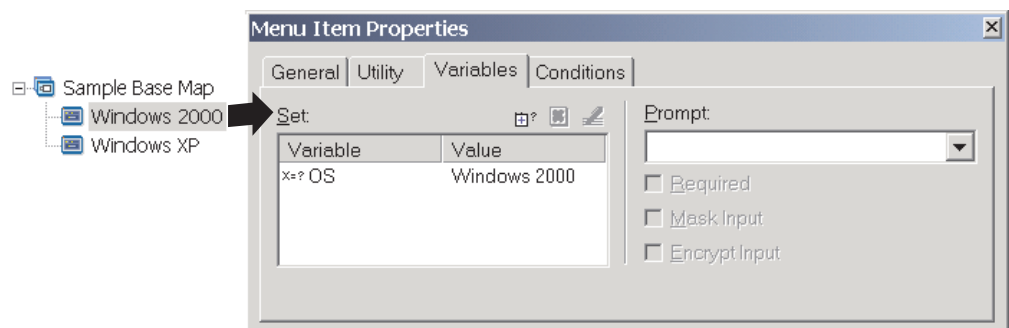 Menu Item Properties
General Utility Variables Conditions
Sample Base Map
Windows 2000
Windows XP
Set:
Variable Value
X=? OS Windows 2000
Prompt:
Required
Mask Input
Encrypt Input